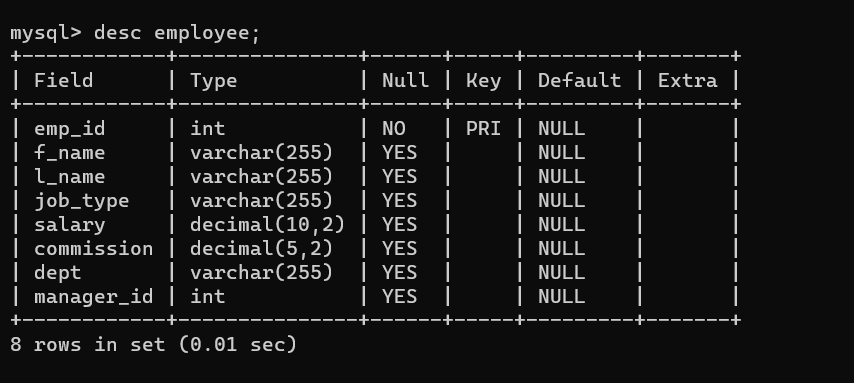 mysql> desc employee;
+------------+--------------+------+-----+---------+-------+
| Field      | Type         | Null | Key | Default | Extra |
+------------+--------------+------+-----+---------+-------+
| emp_id     | int          | NO   | PRI | NULL    |       |
| f_name     | varchar(255) | YES  |     | NULL    |       |
| l_name     | varchar(255) | YES  |     | NULL    |       |
| job_type   | varchar(255) | YES  |     | NULL    |       |
| salary     | decimal(10,2) | YES  |     | NULL    |       |
| commission | decimal(5,2) | YES  |     | NULL    |       |
| dept       | varchar(255) | YES  |     | NULL    |       |
| manager_id | int          | YES  |     | NULL    |       |
+------------+--------------+------+-----+---------+-------+
8 rows in set (0.01 sec)